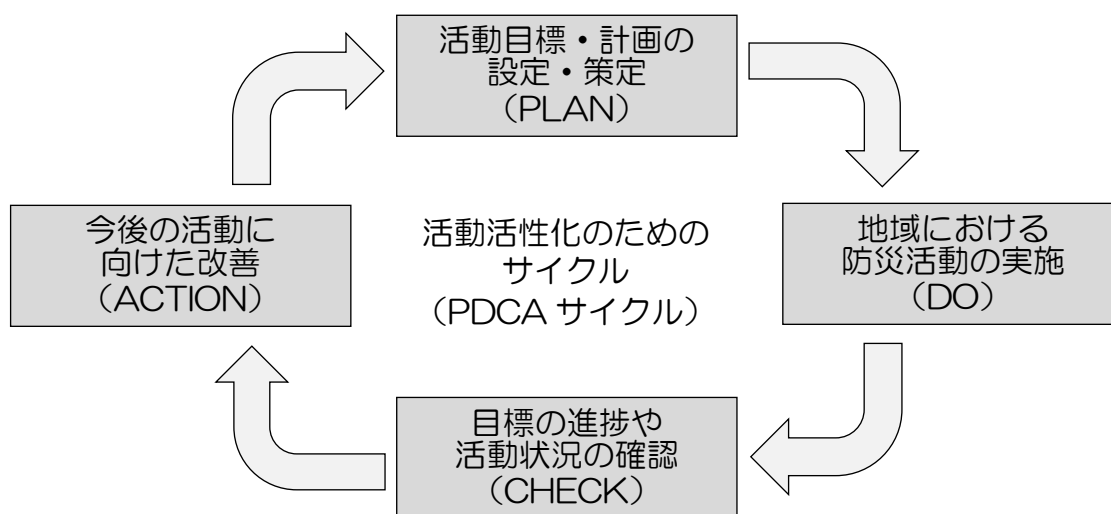 活動目標・計画の
設定・策定
（PLAN）
地域における
防災活動の実施
（DO）
目標の進捗や
活動状況の確認
（CHECK）
今後の活動に
向けた改善
（ACTION）
活動活性化のための
サイクル
（PDCA サイクル）